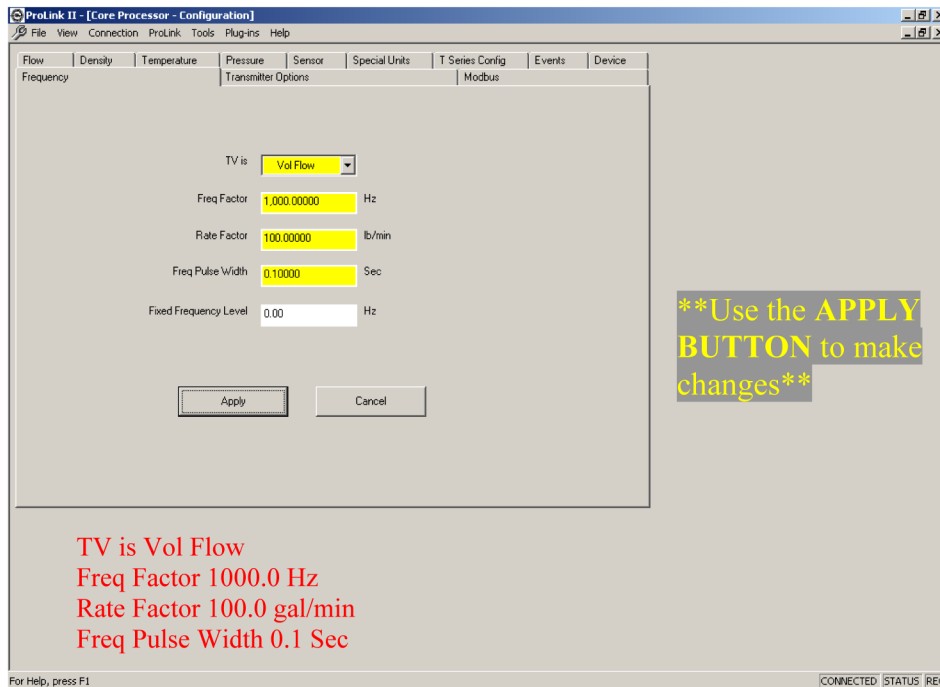 ProLink II - [Core Processor - Configuration]
File View Connection ProLink Tools Plug-ins Help
Flow Density Temperature Pressure Sensor Special Units T Series Config Events Device
Frequency Transmitter Options Modbus
TV is Vol Flow
Freq Factor 1,000.00000 Hz
Rate Factor 100.00000 lb/min
Freq Pulse Width 0.10000 Sec
Fixed Frequency Level 0.00 Hz
Apply Cancel
**Use the APPLY
BUTTON to make
changes**
TV is Vol Flow
Freq Factor 1000.0 Hz
Rate Factor 100.0 gal/min
Freq Pulse Width 0.1 Sec
For Help, press F1 CONNECTED STATUS